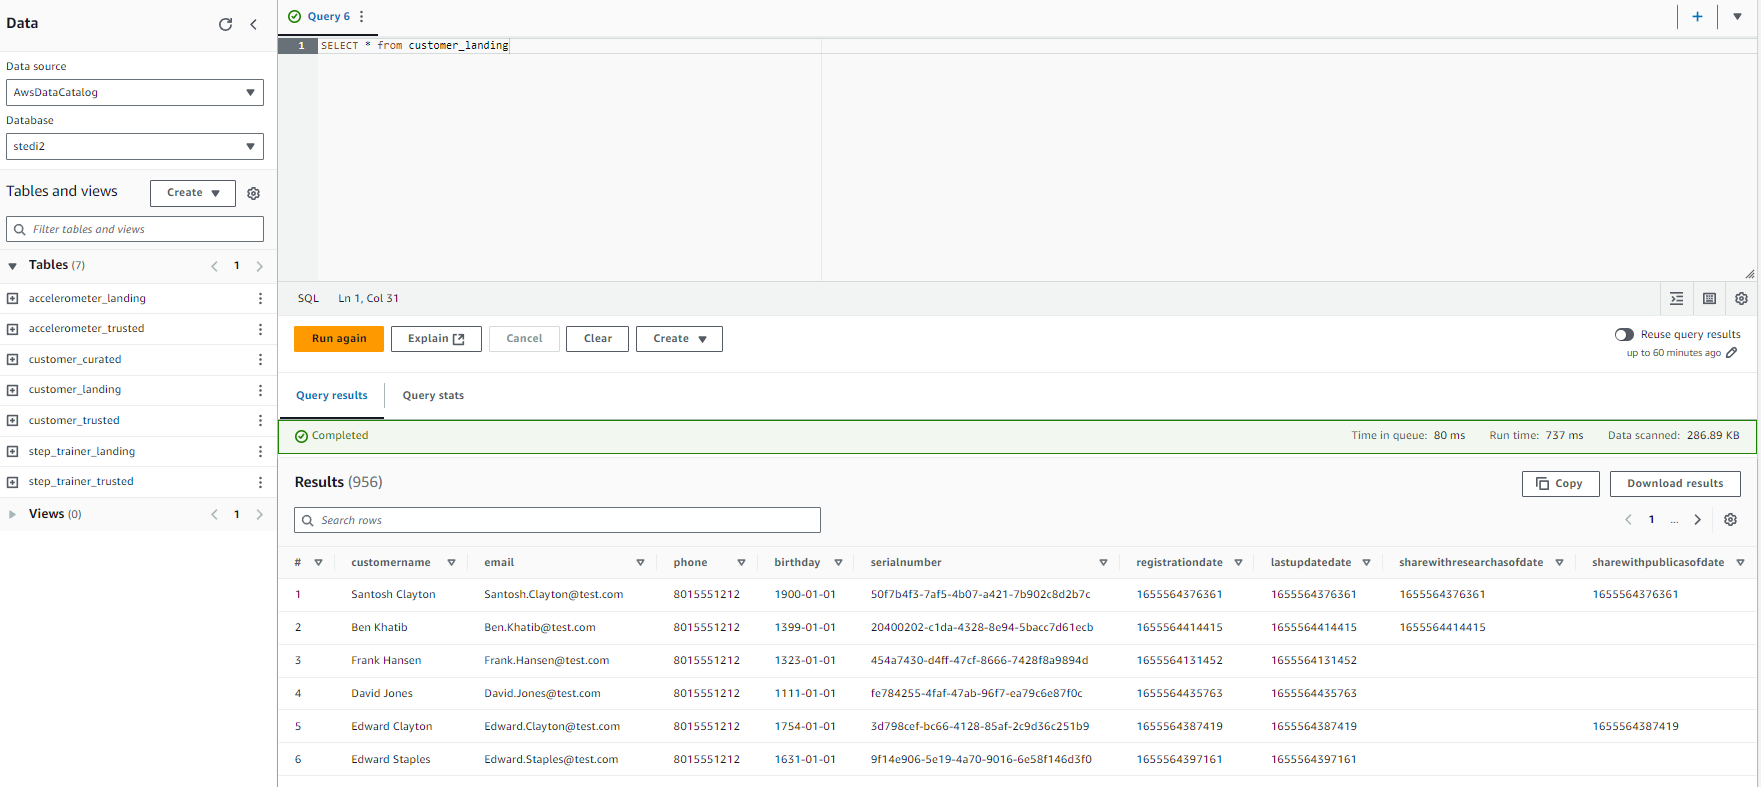 Data
Data source
AwsDataCatalog
Database
stedi2
Tables and views
Create
Filter tables and views
Tables (7)
1
accelerometer_landing
accelerometer_trusted
customer_curated
customer_landing
customer_trusted
step_trainer_landing
step_trainer_trusted
Views (0)
1
Query 6
1 SELECT * from customer_landing
SQL Ln 1, Col 31
Run again Explain Cancel Clear Create
Reuse query results
up to 60 minutes ago
Query results Query stats
Completed Time in queue: 80 ms Run time: 737 ms Data scanned: 286.89 KB
Results (956) Copy Download results
Search rows 1 ...
# customername email phone birthday serialnumber registrationdate lastupdatedate sharewithresearchasofdate sharewithpublicasofdate
1 Santosh Clayton Santosh.Clayton@test.com 8015551212 1900-01-01 50f7b4f3-7af5-4b07-a421-7b902c8d2b7c 1655564376361 1655564376361 1655564376361 1655564376361
2 Ben Khatib Ben.Khatib@test.com 8015551212 1399-01-01 20400202-c1da-4328-8e94-5bacc7d61ecb 1655564414415 1655564414415 1655564414415
3 Frank Hansen Frank.Hansen@test.com 8015551212 1323-01-01 454a7430-d4ff-47cf-8666-7428f8a9894d 1655564131452 1655564131452
4 David Jones David.Jones@test.com 8015551212 1111-01-01 fe784255-4faf-47ab-96f7-ea79c6e87f0c 1655564435763 1655564435763
5 Edward Clayton Edward.Clayton@test.com 8015551212 1754-01-01 3d798cef-bc66-4128-85af-2c9d36c251b9 1655564387419 1655564387419 1655564387419
6 Edward Staples Edward.Staples@test.com 8015551212 1631-01-01 9f14e906-5e19-4a70-9016-6e58f146d3f0 1655564397161 1655564397161